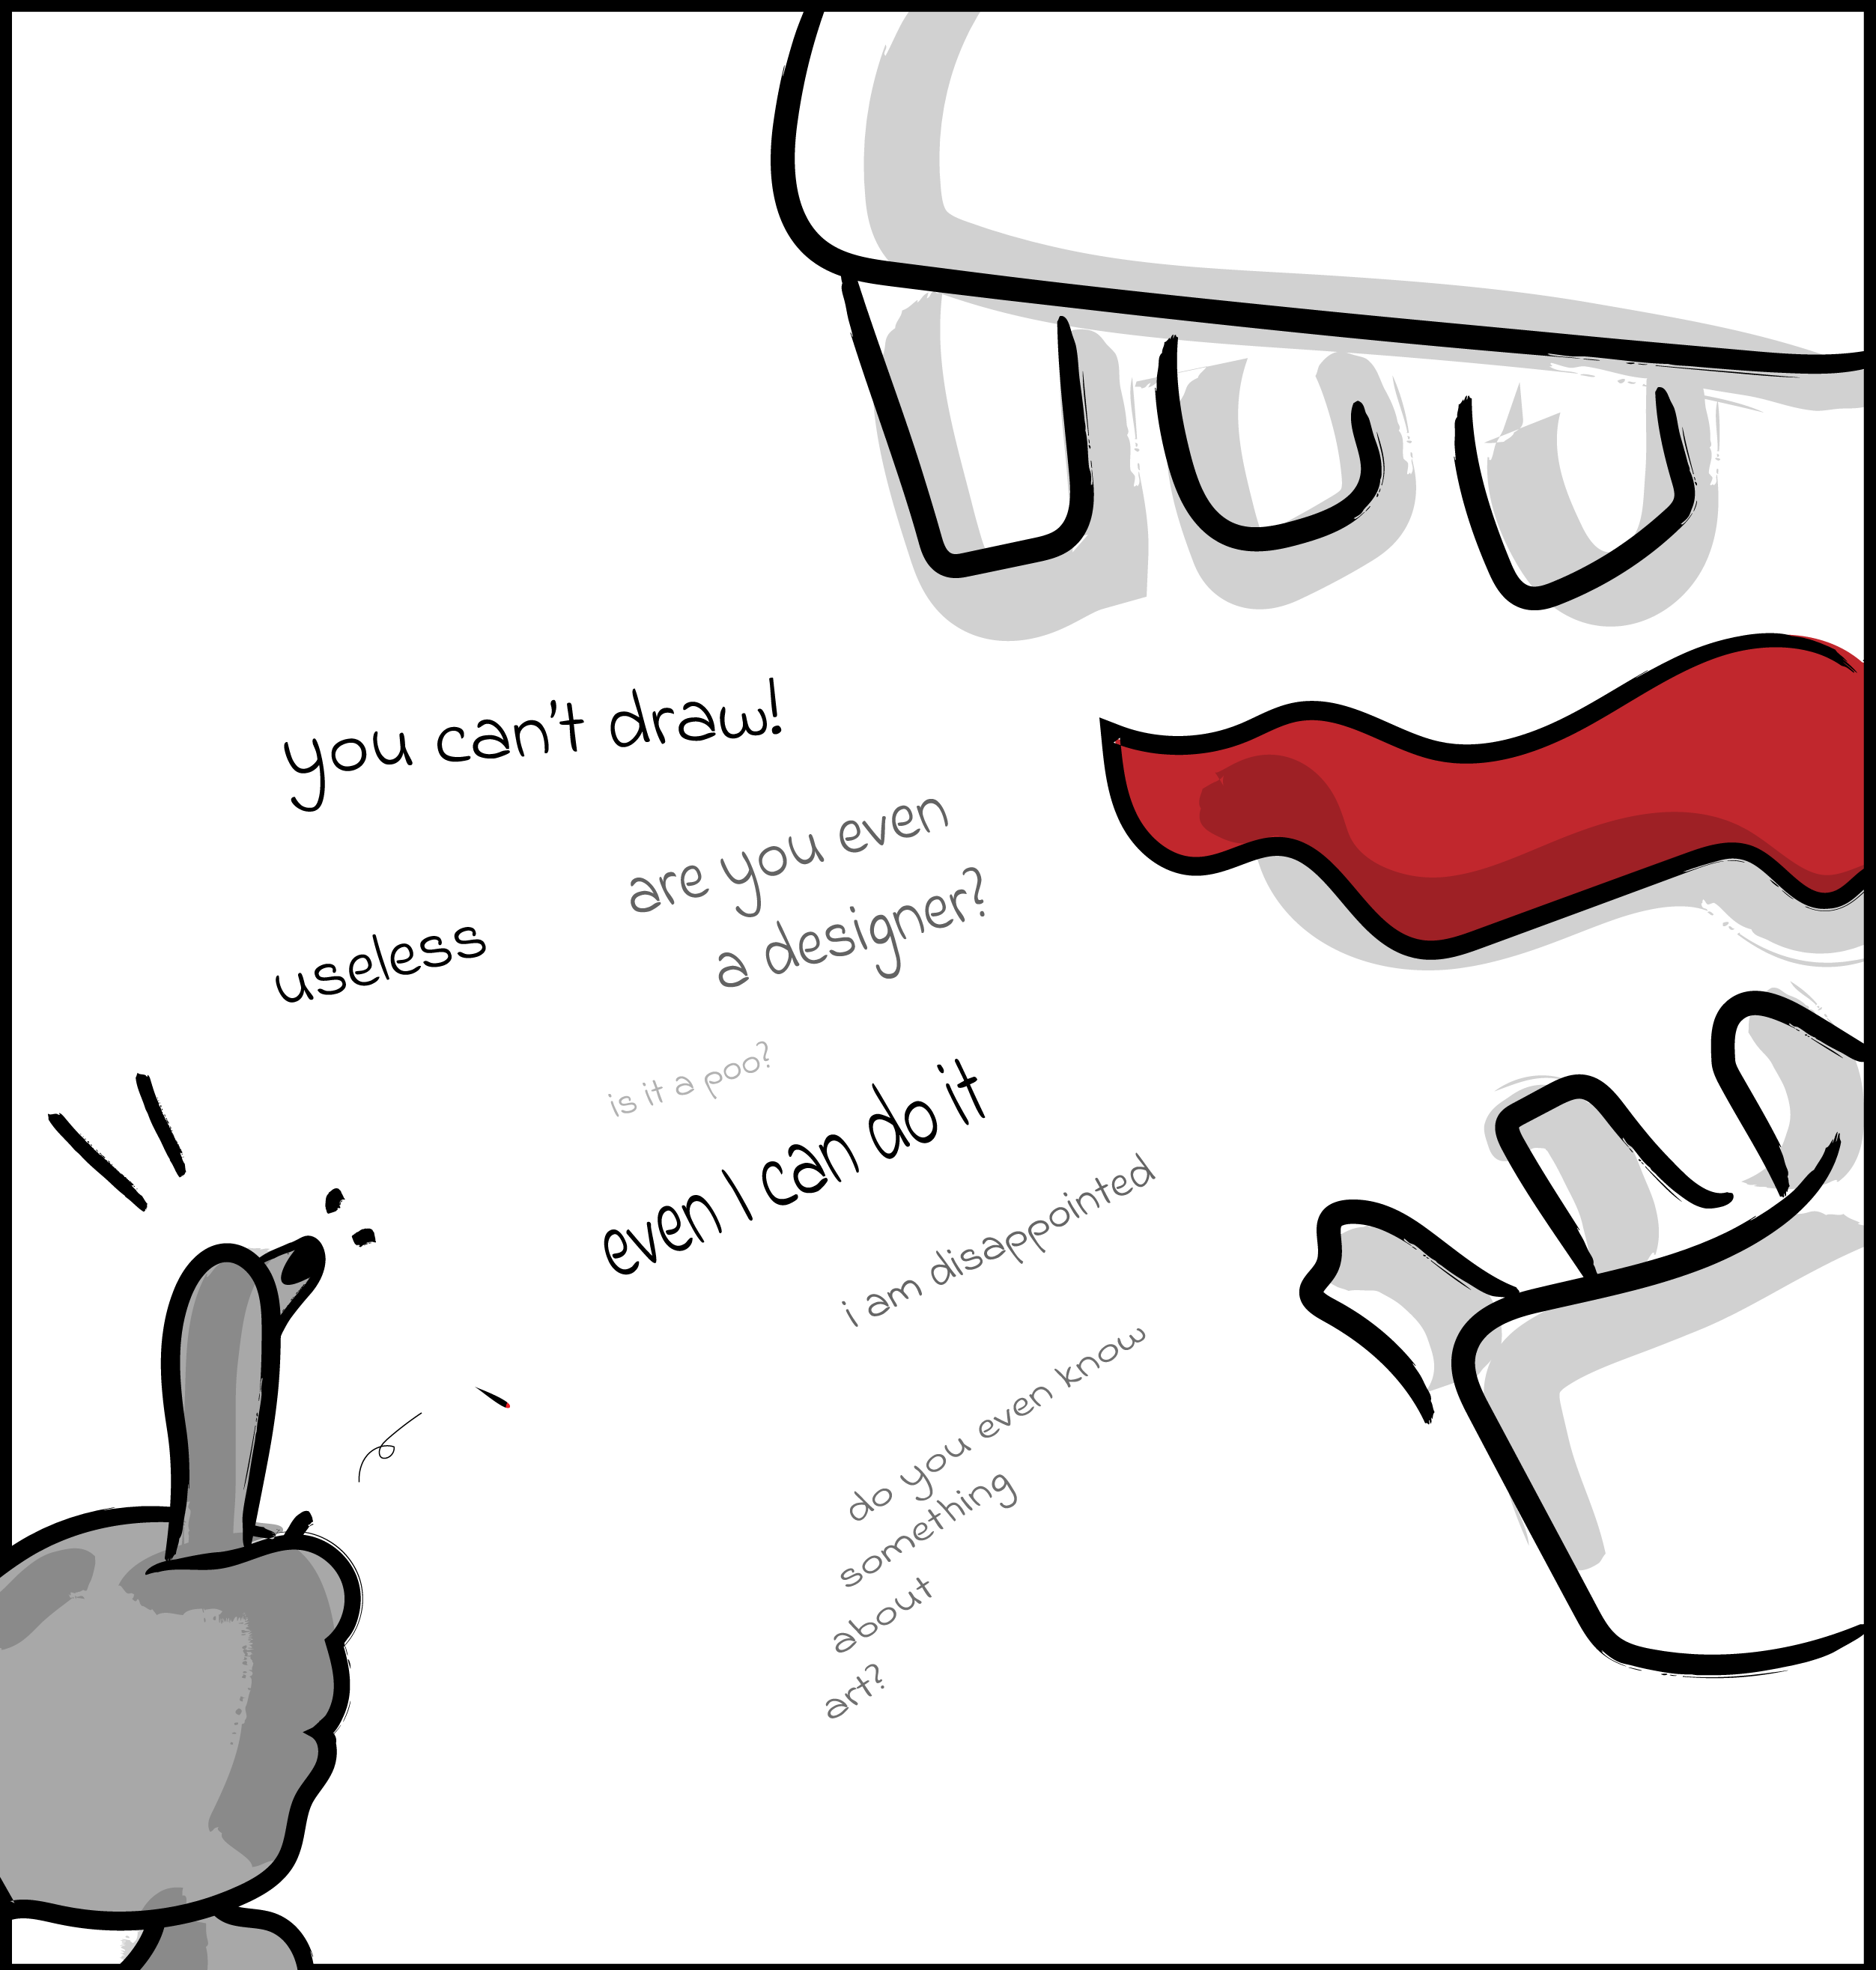 you can't draw!
are you even
a designer?
useless
is it a poo?
even I can do it
i am disappointed
do you even know
something
about
art?